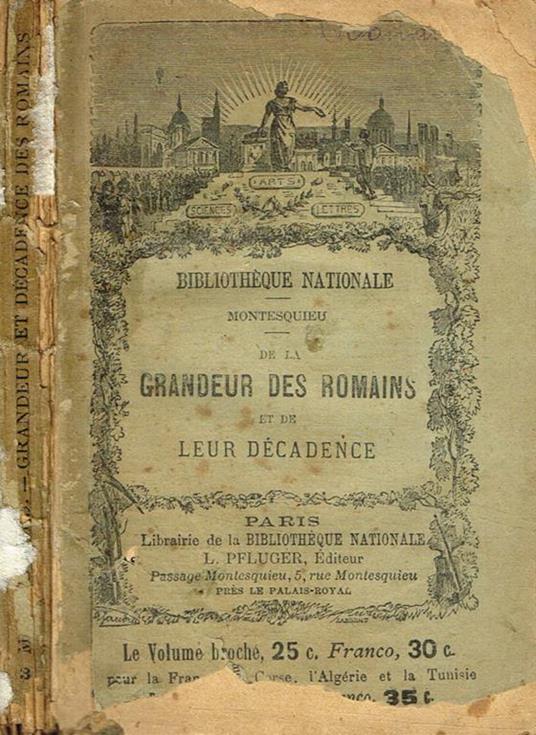 ARTS
SCIENCES LETTRES
BIBLIOTHÈQUE NATIONALE
MONTESQUIEU
DE LA
GRANDEUR DES ROMAINS
ET DE
LEUR DÉCADENCE
PARIS
Librairie de la BIBLIOTHÈQUE NATIONALE
L. PFLUGER, Éditeur
Passage Montesquieu, 5, rue Montesquieu
PRÈS LE PALAIS-ROYAL
Le Volume broché, 25 c. Franco, 30 c.
pour la Corse, l'Algérie et la Tunisie
35 c.
— GRANDEUR ET DÉCADENCE DES ROMAINS